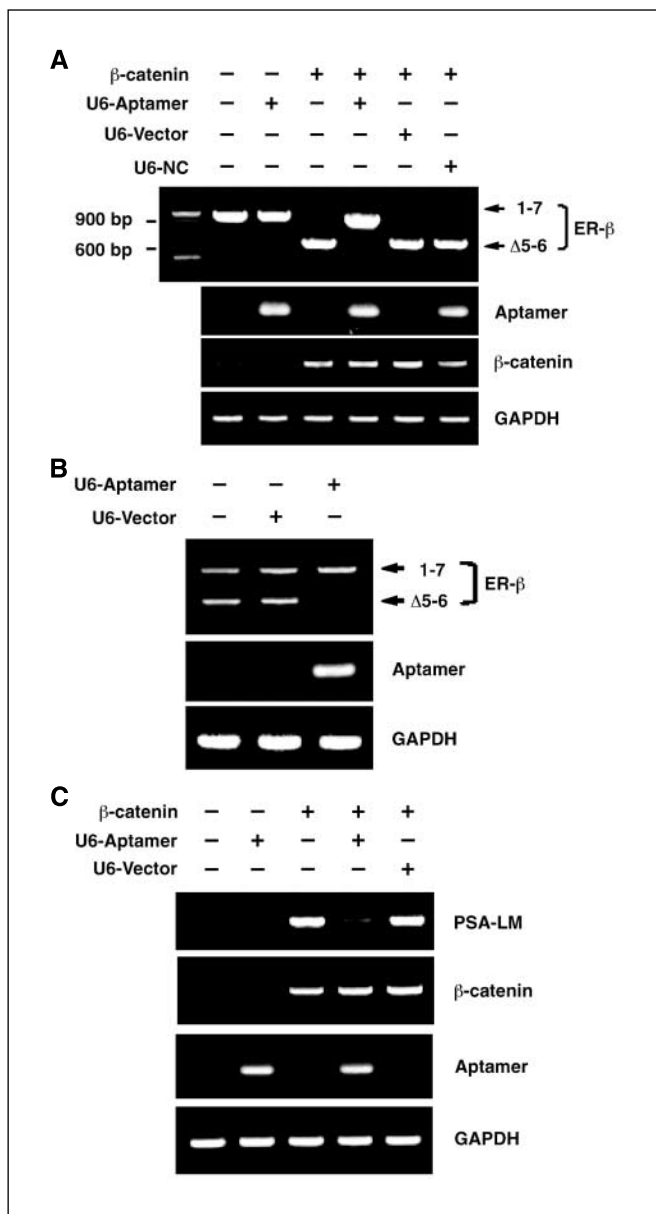 A
β-catenin − − + + + +
U6-Aptamer − + − + − −
U6-Vector − − − − + −
U6-NC − − − − − +
900 bp −
600 bp −
1-7
Δ5-6
ER-β
Aptamer
β-catenin
GAPDH
B
U6-Aptamer − − +
U6-Vector − + −
1-7
Δ5-6
ER-β
Aptamer
GAPDH
C
β-catenin − − + + +
U6-Aptamer − + − + −
U6-Vector − − − − +
PSA-LM
β-catenin
Aptamer
GAPDH